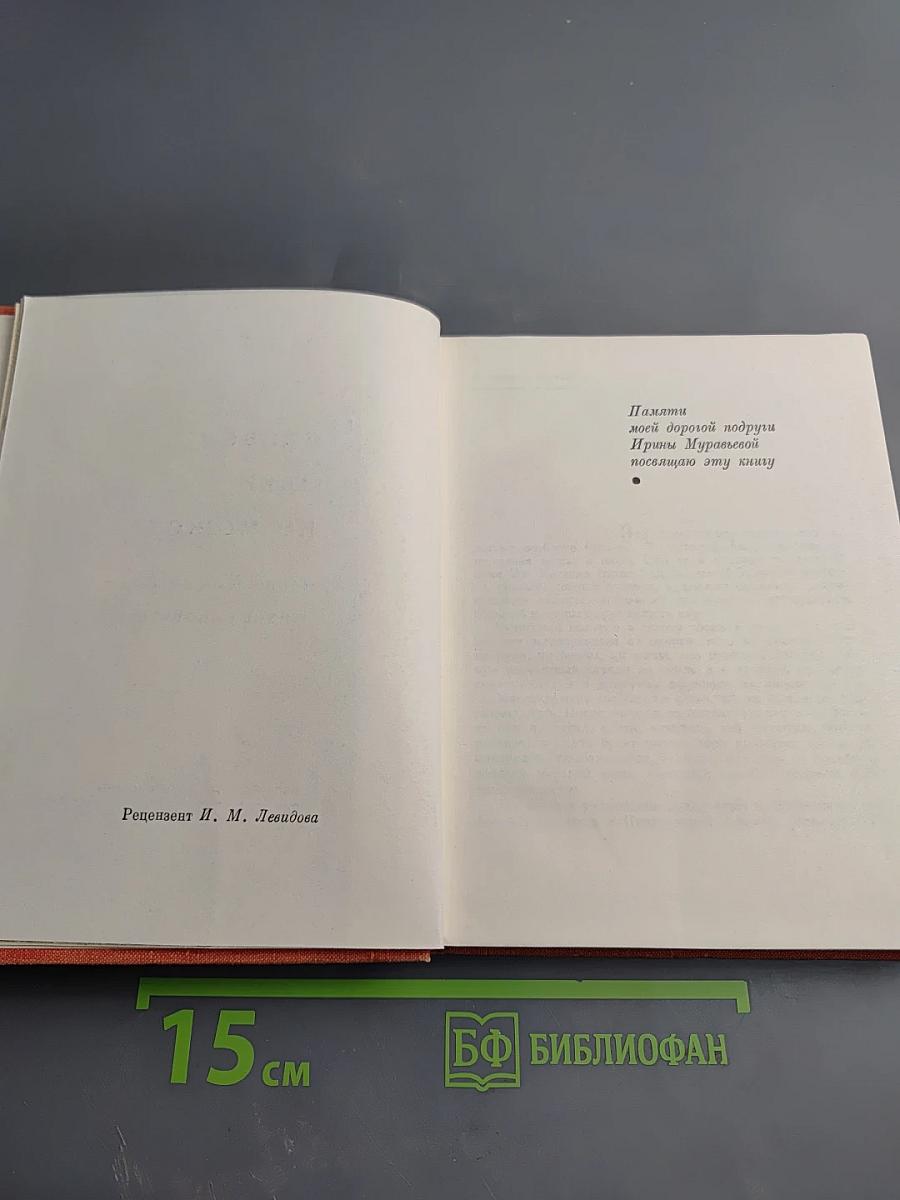 Рецензент И. М. Левидова
Памяти
моей дорогой подруги
Ирины Муравьевой
посвящаю эту книгу
15 см
БФ БИБЛИОФАН